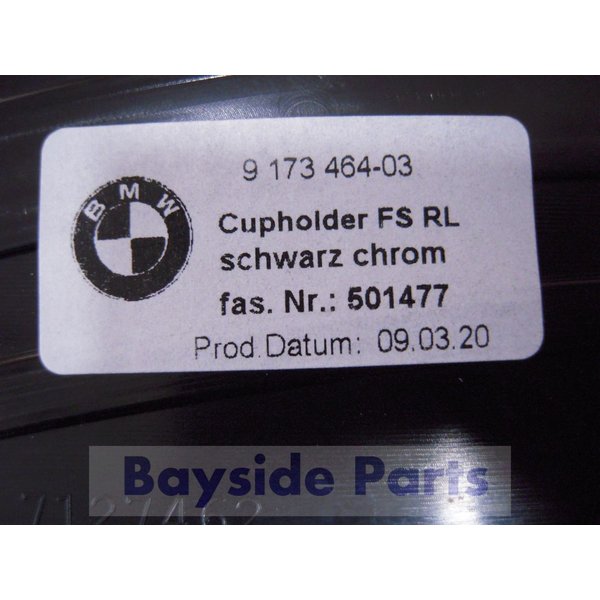 9 173 464-03
BMW
Cupholder FS RL
schwarz chrom
fas. Nr.: 501477
Prod.Datum: 09.03.20
Bayside Parts